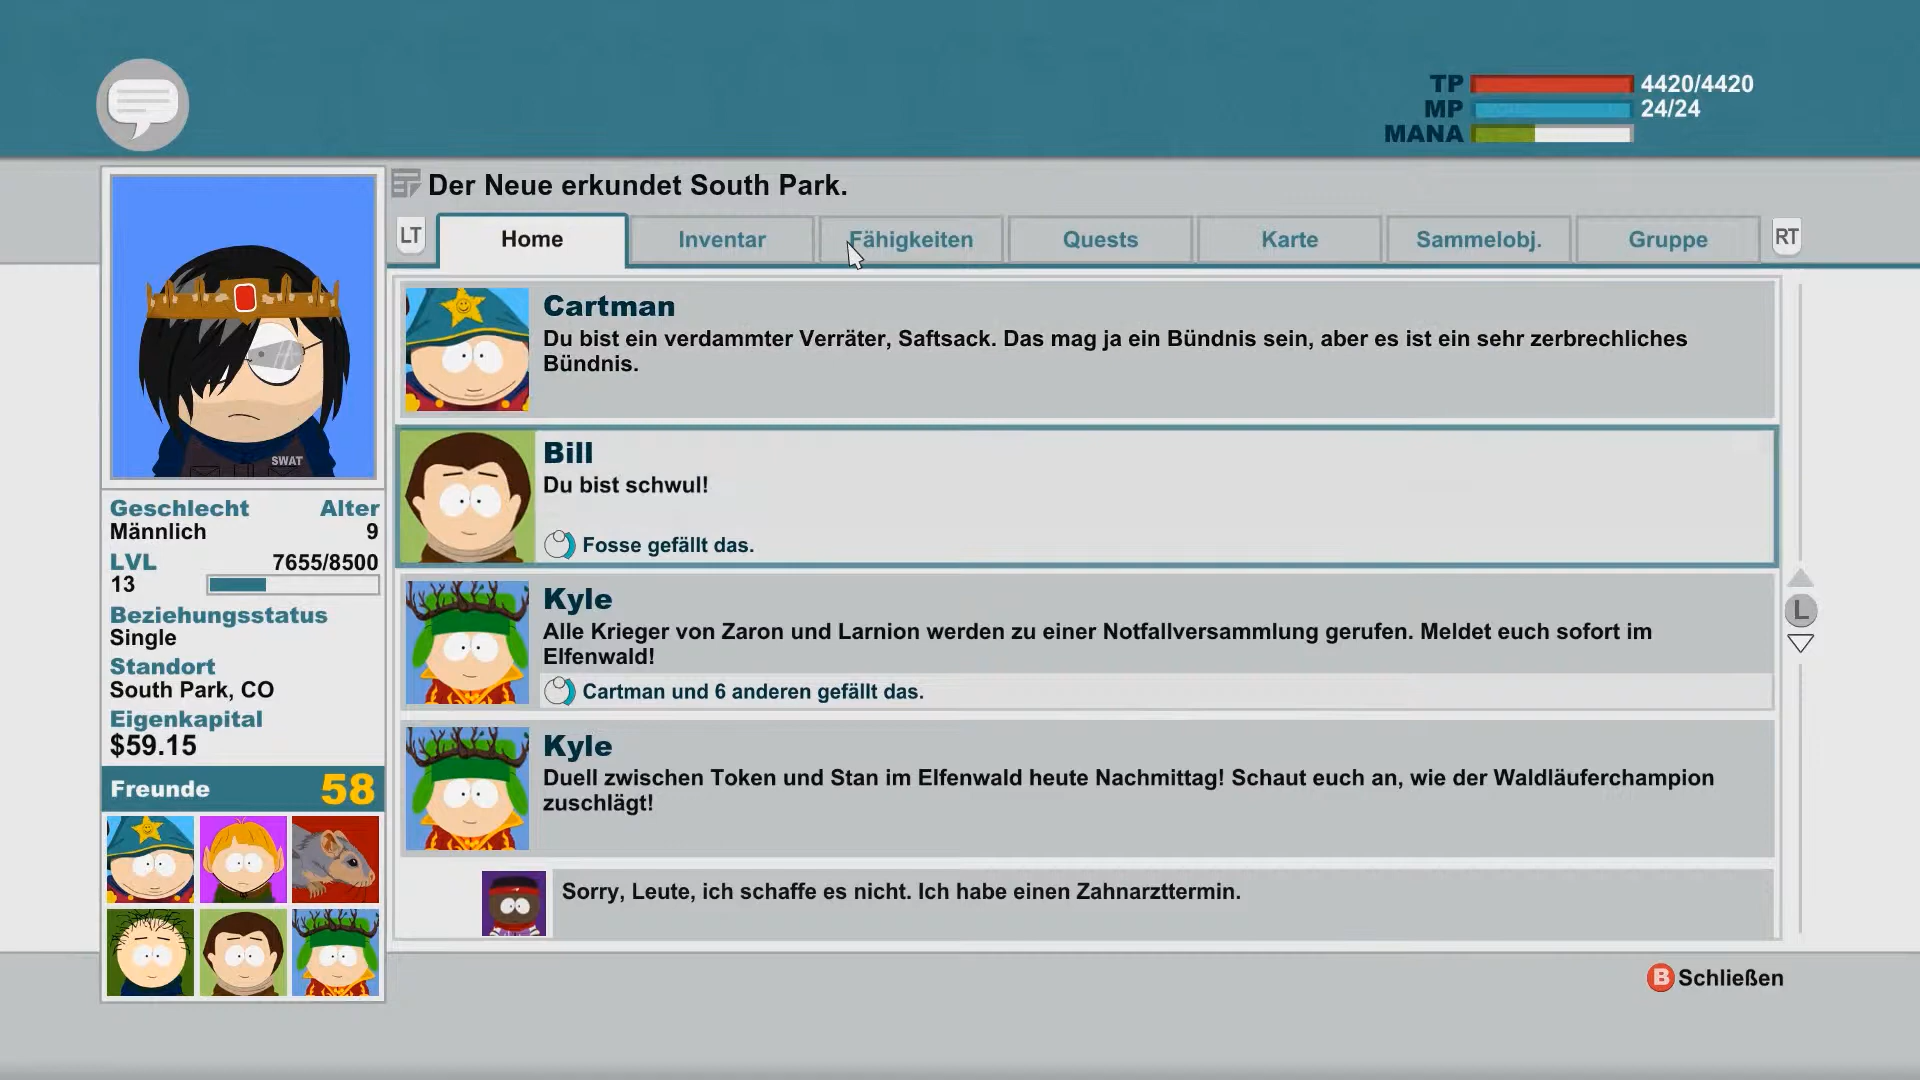 TP 4420/4420
MP 24/24
MANA
Der Neue erkundet South Park.
LT Home Inventar Fähigkeiten Quests Karte Sammelobj. Gruppe RT
SWAT
Geschlecht Alter
Männlich 9
LVL 7655/8500
13
Beziehungsstatus
Single
Standort
South Park, CO
Eigenkapital
$59.15
Freunde 58
Cartman
Du bist ein verdammter Verräter, Saftsack. Das mag ja ein Bündnis sein, aber es ist ein sehr zerbrechliches
Bündnis.
Bill
Du bist schwul!
Fosse gefällt das.
Kyle
Alle Krieger von Zaron und Larnion werden zu einer Notfallversammlung gerufen. Meldet euch sofort im
Elfenwald!
Cartman und 6 anderen gefällt das.
Kyle
Duell zwischen Token und Stan im Elfenwald heute Nachmittag! Schaut euch an, wie der Waldläuferchampion
zuschlägt!
Sorry, Leute, ich schaffe es nicht. Ich habe einen Zahnarzttermin.
L
B Schließen